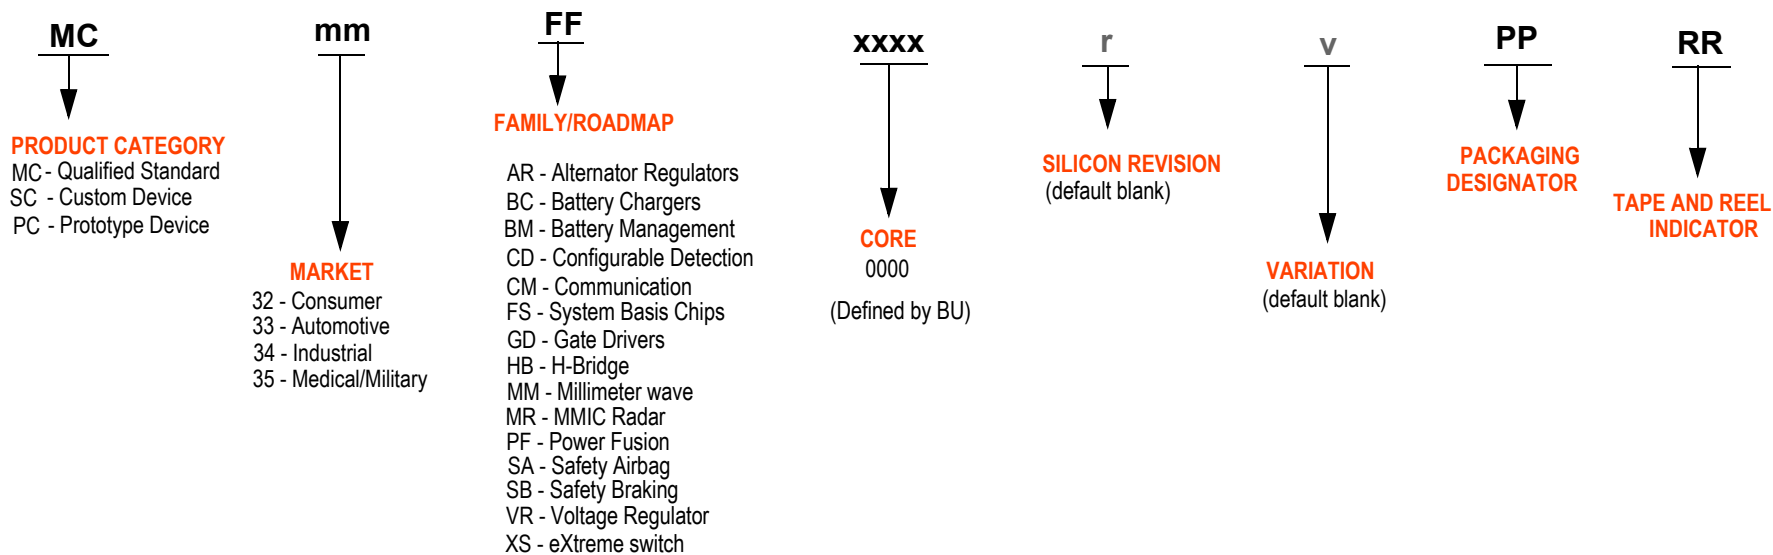 MC
mm
FF
xxxx
r
v
PP
RR
PRODUCT CATEGORY
MC - Qualified Standard
SC - Custom Device
PC - Prototype Device
MARKET
32 - Consumer
33 - Automotive
34 - Industrial
35 - Medical/Military
FAMILY/ROADMAP
AR - Alternator Regulators
BC - Battery Chargers
BM - Battery Management
CD - Configurable Detection
CM - Communication
FS - System Basis Chips
GD - Gate Drivers
HB - H-Bridge
MM - Millimeter wave
MR - MMIC Radar
PF - Power Fusion
SA - Safety Airbag
SB - Safety Braking
VR - Voltage Regulator
XS - eXtreme switch
CORE
0000
(Defined by BU)
SILICON REVISION
(default blank)
VARIATION
(default blank)
PACKAGING
DESIGNATOR
TAPE AND REEL
INDICATOR